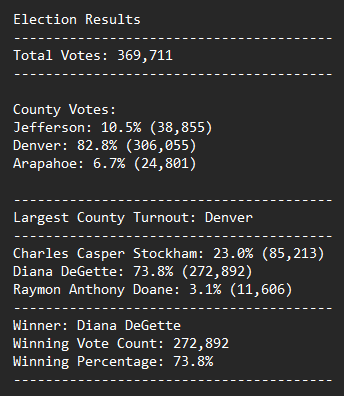 Election Results
----------------------------------------
Total Votes: 369,711
----------------------------------------
County Votes:
Jefferson: 10.5% (38,855)
Denver: 82.8% (306,055)
Arapahoe: 6.7% (24,801)
----------------------------------------
Largest County Turnout: Denver
----------------------------------------
Charles Casper Stockham: 23.0% (85,213)
Diana DeGette: 73.8% (272,892)
Raymon Anthony Doane: 3.1% (11,606)
----------------------------------------
Winner: Diana DeGette
Winning Vote Count: 272,892
Winning Percentage: 73.8%
----------------------------------------